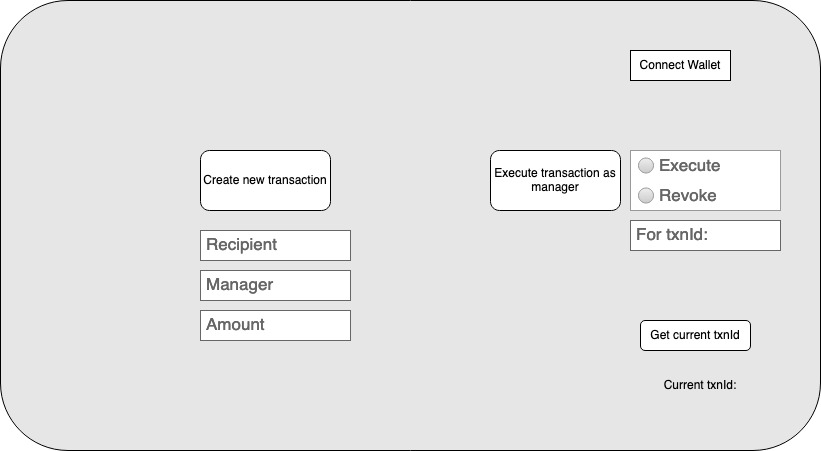 Connect Wallet
Create new transaction
Recipient
Manager
Amount
Execute transaction as
manager
Execute
Revoke
For txnId:
Get current txnId
Current txnId: